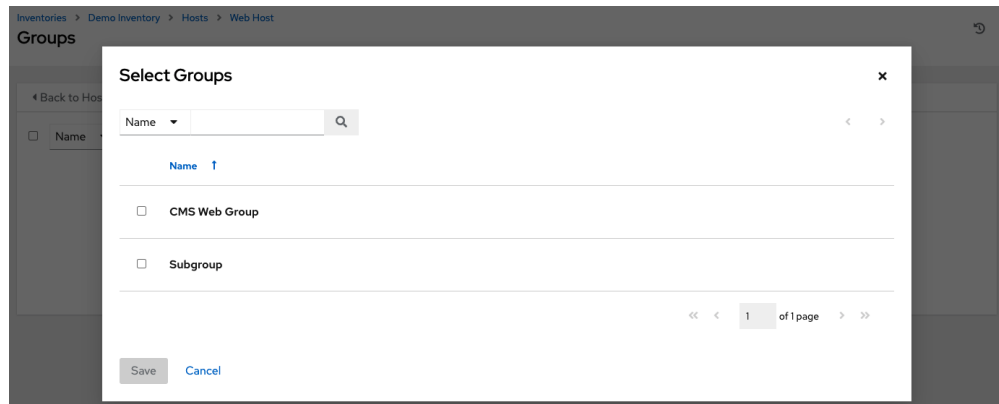 Inventories > Demo Inventory > Hosts > Web Host
Groups
Back to Hos
Name
Select Groups
Name
Name
CMS Web Group
Subgroup
1 of 1 page
Save Cancel